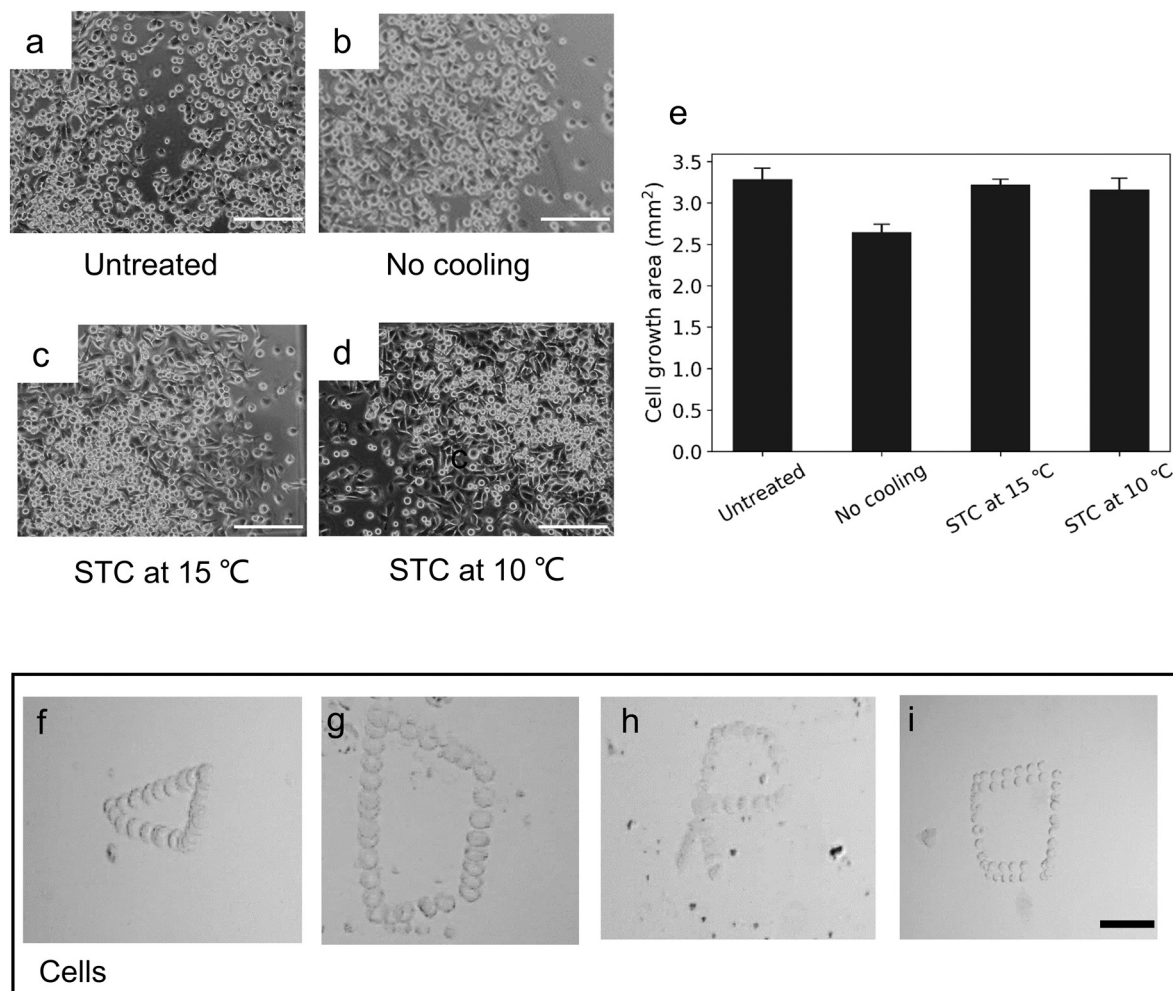 a
b
Untreated
No cooling
c
d
C
STC at 15 ℃
STC at 10 ℃
e
Cell growth area (mm²)
3.5
3.0
2.5
2.0
1.5
1.0
0.5
0.0
Untreated
No cooling
STC at 15 °C
STC at 10 °C
f
g
h
i
Cells